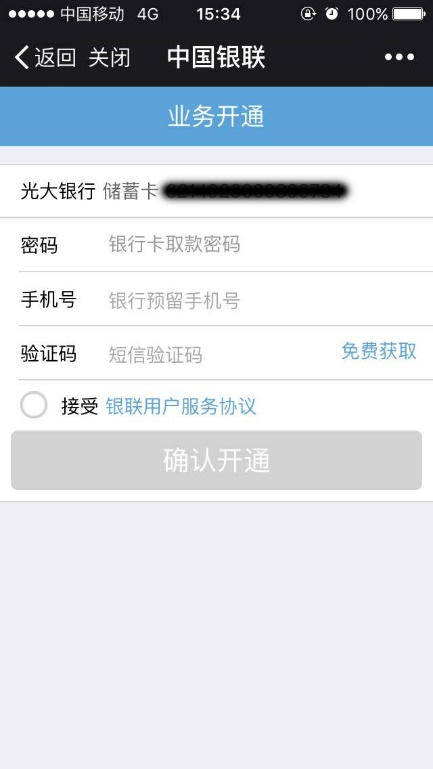 中国移动 4G 15:34 100%
返回 关闭 中国银联
业务开通
光大银行 储蓄卡
密码 银行卡取款密码
手机号 银行预留手机号
验证码 短信验证码 免费获取
接受 银联用户服务协议
确认开通